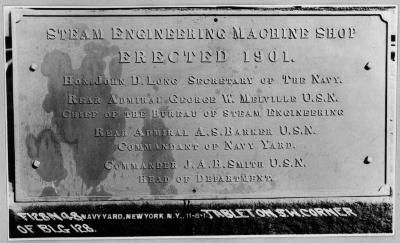 STEAM ENGINEERING MACHINE SHOP
ERECTED 1901.
HON. JOHN D. LONG SECRETARY OF THE NAVY.
REAR ADMIRAL GEORGE W. MELVILLE U.S.N.
CHIEF OF THE BUREAU OF STEAM ENGINEERING
REAR ADMIRAL A.S. BARKER U.S.N.
COMMANDANT OF NAVY YARD.
COMMANDER J.A.B. SMITH U.S.N.
HEAD OF DEPARTMENT.
NAVY YARD, NEW YORK N.Y. TABLET ON S.W. CORNER
OF BLG 128.